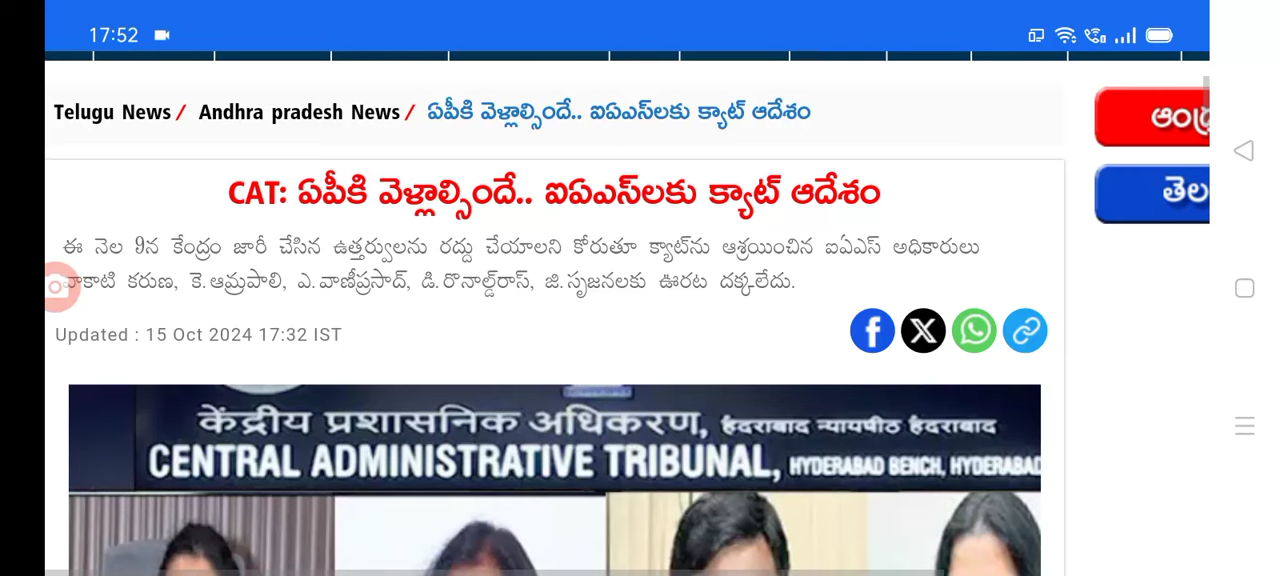 17:52
Telugu News / Andhra pradesh News / ఏపీకి వెళ్లాల్సిందే.. ఐఏఎస్‌లకు క్యాట్‌ ఆదేశం
ఆంధ్ర
CAT: ఏపీకి వెళ్లాల్సిందే.. ఐఏఎస్‌లకు క్యాట్‌ ఆదేశం
తెల
ఈ నెల 9న కేంద్రం జారీ చేసిన ఉత్తర్వులను రద్దు చేయాలని కోరుతూ క్యాట్‌ను ఆశ్రయించిన ఐఏఎస్ అధికారులు
వాకాటి కరుణ, కె.ఆమ్రపాలి, ఎ.వాణీప్రసాద్, డి.రొనాల్డ్‌రాస్, జి.సృజనలకు ఊరట దక్కలేదు.
Updated : 15 Oct 2024 17:32 IST
केंद्रीय प्रशासनिक अधिकरण, हैदराबाद न्यायपीठ हैदराबाद
CENTRAL ADMINISTRATIVE TRIBUNAL, HYDERABAD BENCH, HYDERABAD